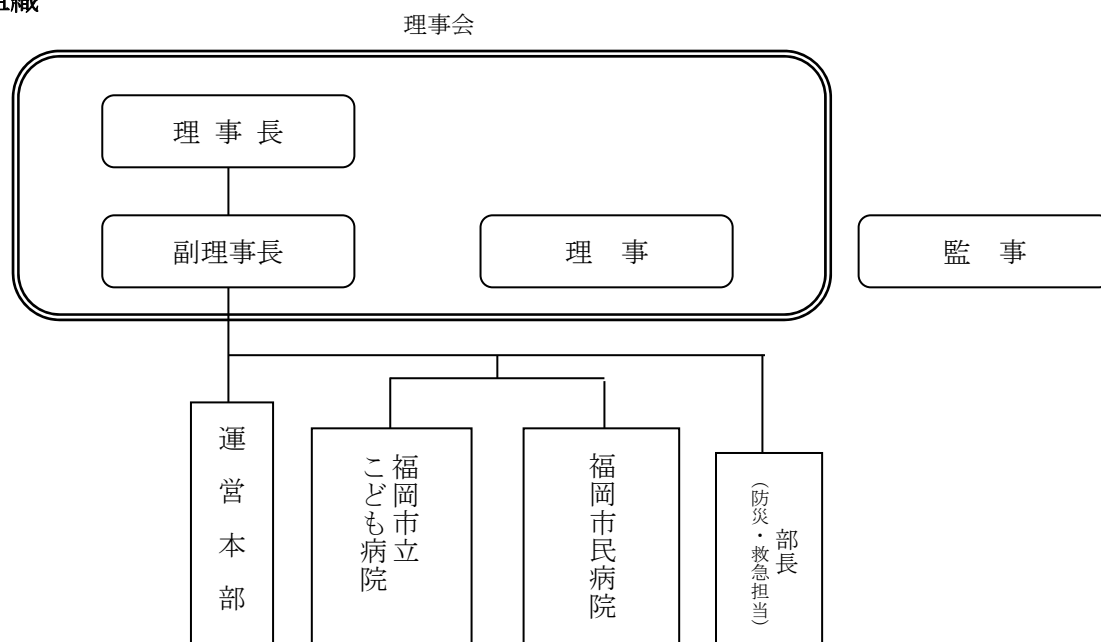 組織
理事会
理 事 長
副理事長
理 事
監 事
運営本部
福岡市立
こども病院
福岡市民病院
部長
（防災・救急担当）